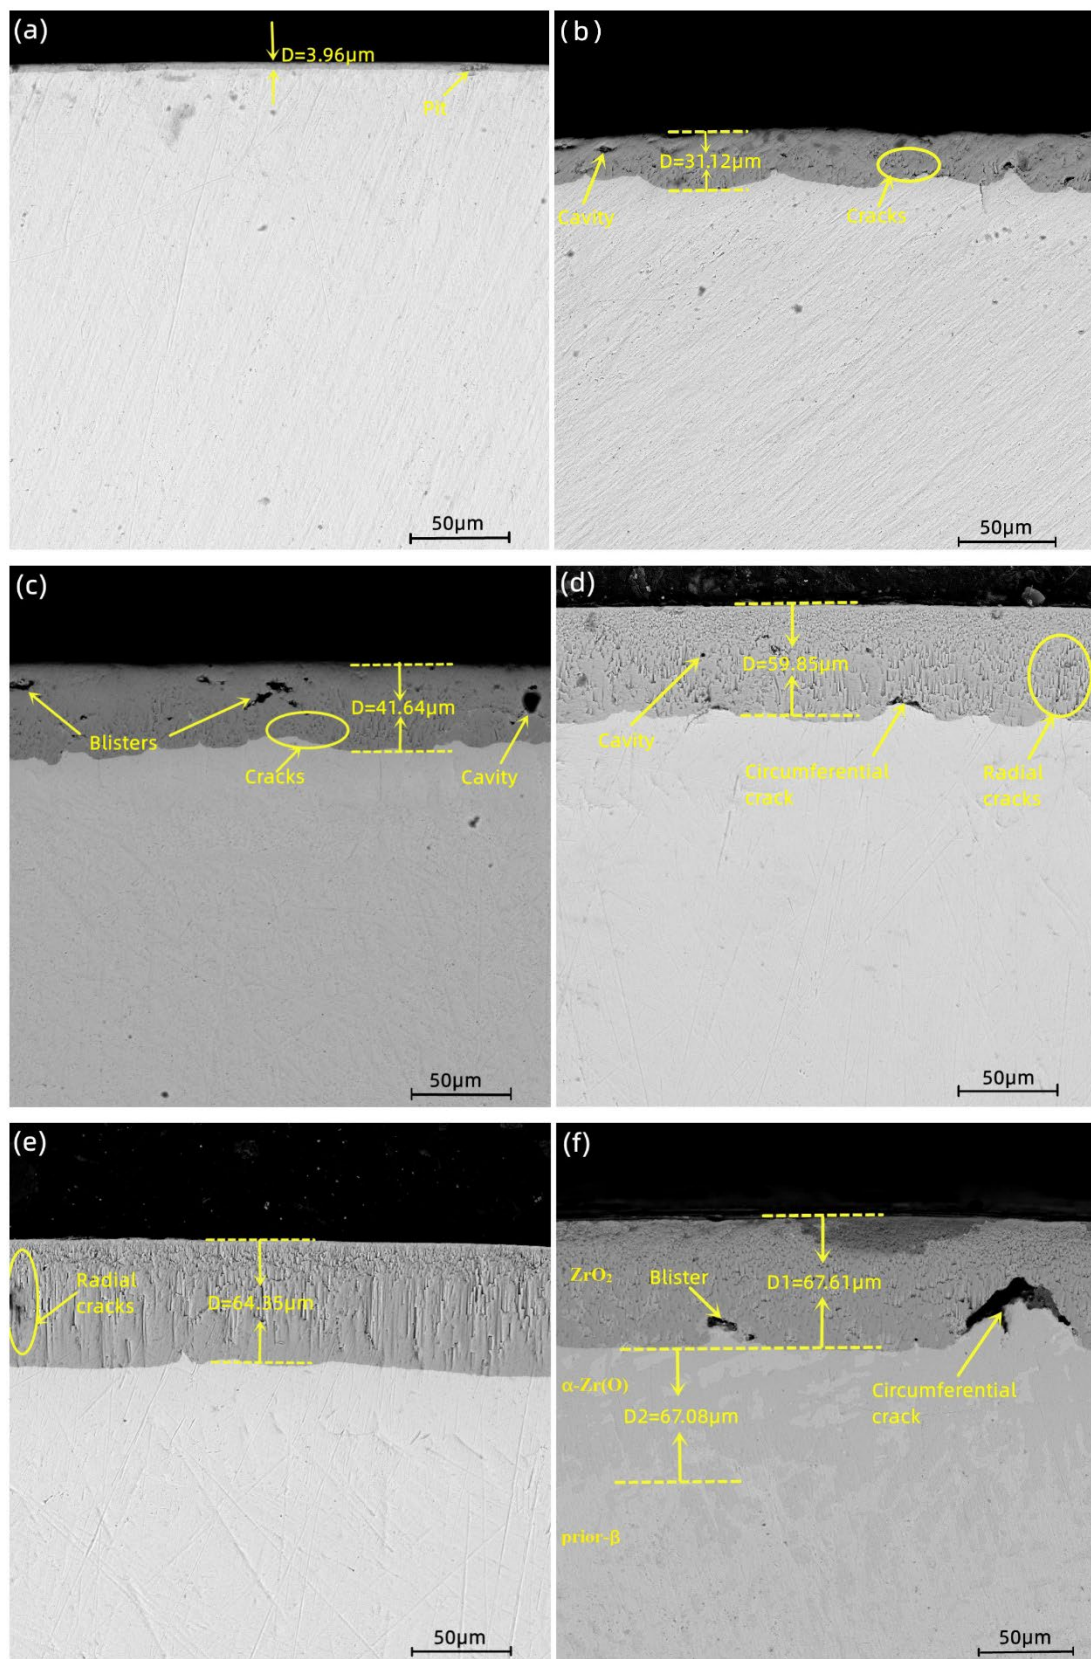 (a)
D=3.96μm
Pit
50μm
(b)
D=31.12μm
Cavity
Cracks
50μm
(c)
D=41.64μm
Blisters
Cracks
Cavity
50μm
(d)
D=59.85μm
Cavity
Circumferential
crack
Radial
cracks
50μm
(e)
Radial
cracks
D=64.35μm
50μm
(f)
ZrO₂
Blister
D1=67.61μm
α-Zr(O)
D2=67.08μm
Circumferential
crack
prior-β
50μm